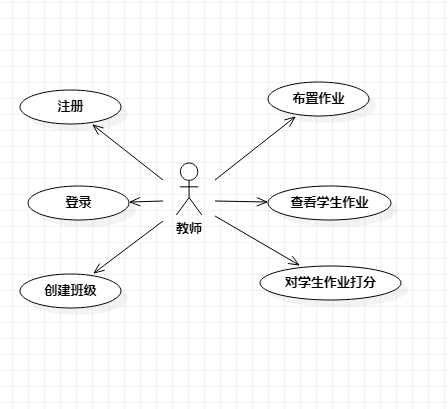 注册
布置作业
登录
查看学生作业
教师
创建班级
对学生作业打分